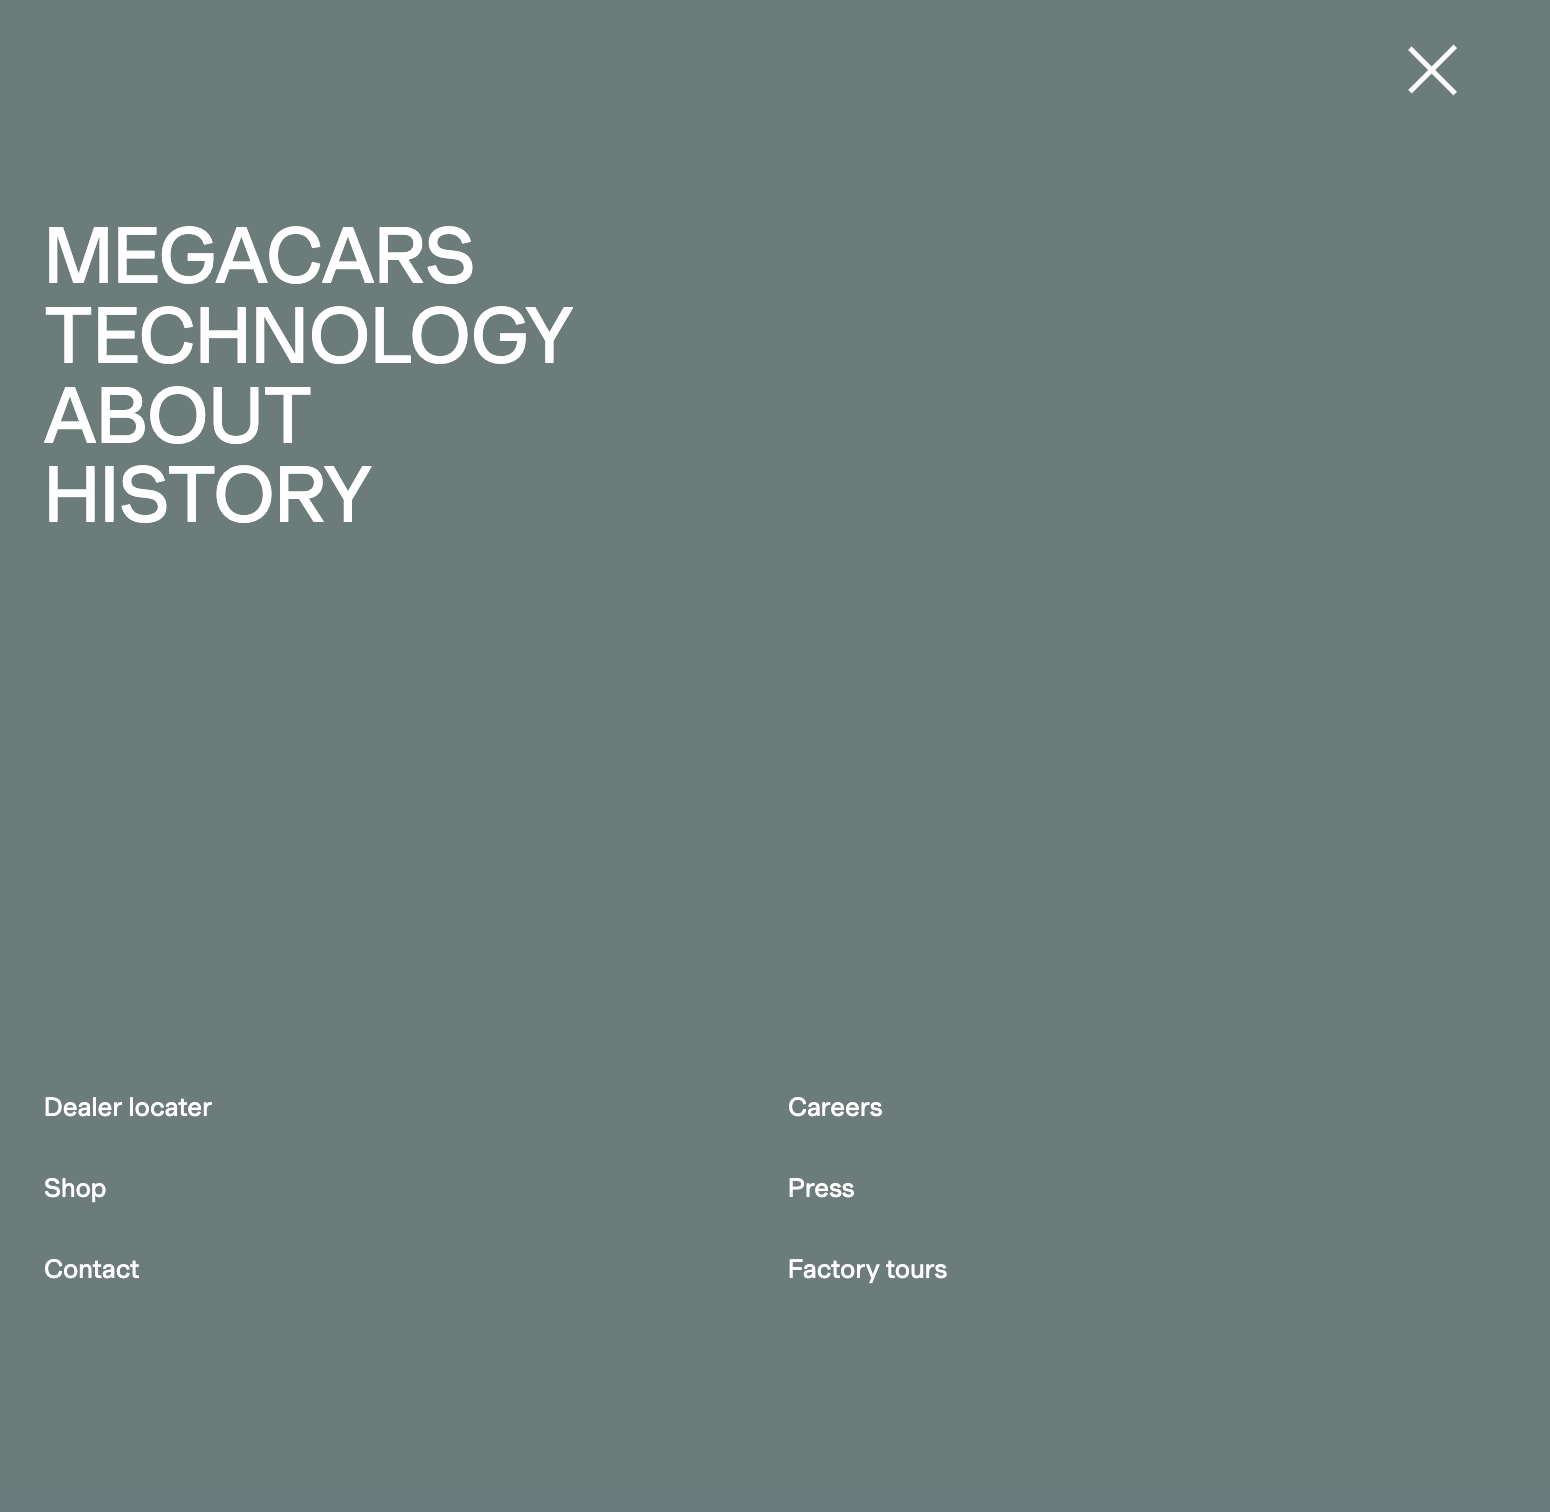 MEGACARS
TECHNOLOGY
ABOUT
HISTORY
Dealer locater
Shop
Contact
Careers
Press
Factory tours